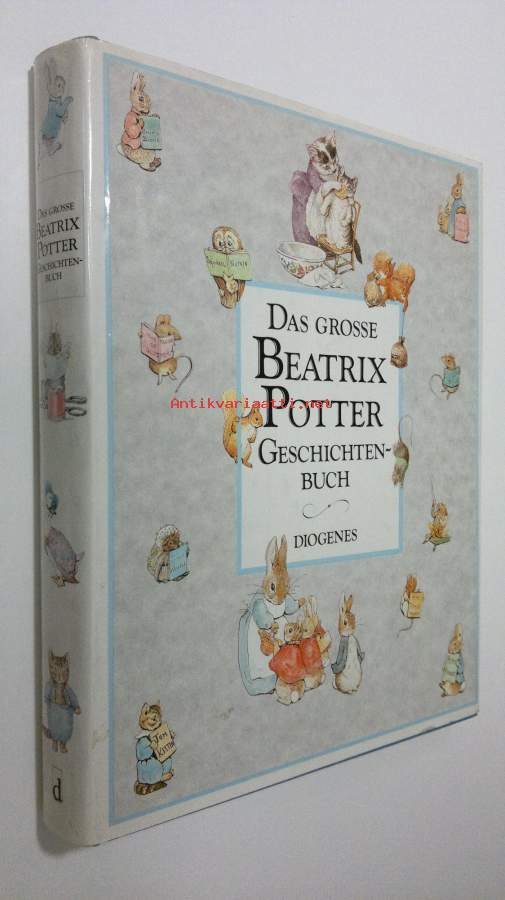 DAS GROSSE
BEATRIX
POTTER
GESCHICHTEN-
BUCH
d
DAS GROSSE
BEATRIX
POTTER
GESCHICHTEN-
BUCH
DIOGENES
Antikvariaatti.net
TOM
KITTEN